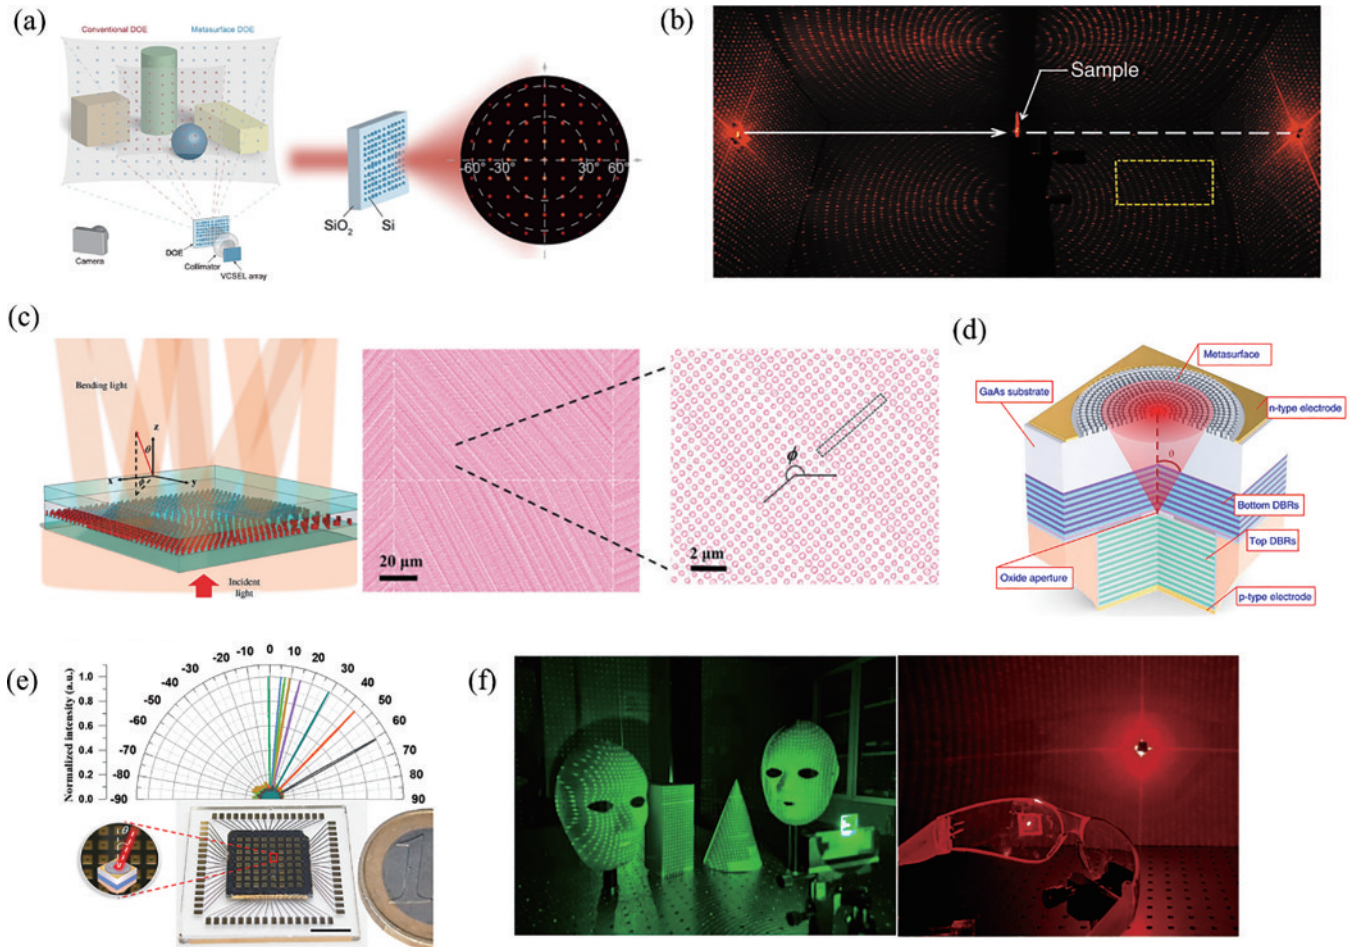 (a)
Conventional DOE
Metasurface DOE
DOE
Collimator
VCSEL array
Camera
SiO2
Si
-60°
-30°
30°
60°
(b)
Sample
(c)
Bending light
z
θ
x
y
Incident
light
20 μm
ϕ
2 μm
(d)
Metasurface
GaAs substrate
n-type electrode
θ
Bottom DBRs
Top DBRs
Oxide aperture
p-type electrode
(e)
Normalized intensity (a.u.)
1.0
0.8
0.6
0.4
0.2
0.0
-90
-80
-70
-60
-50
-40
-30
-20
-10
0
10
20
30
40
50
60
70
80
90
θ
(f)